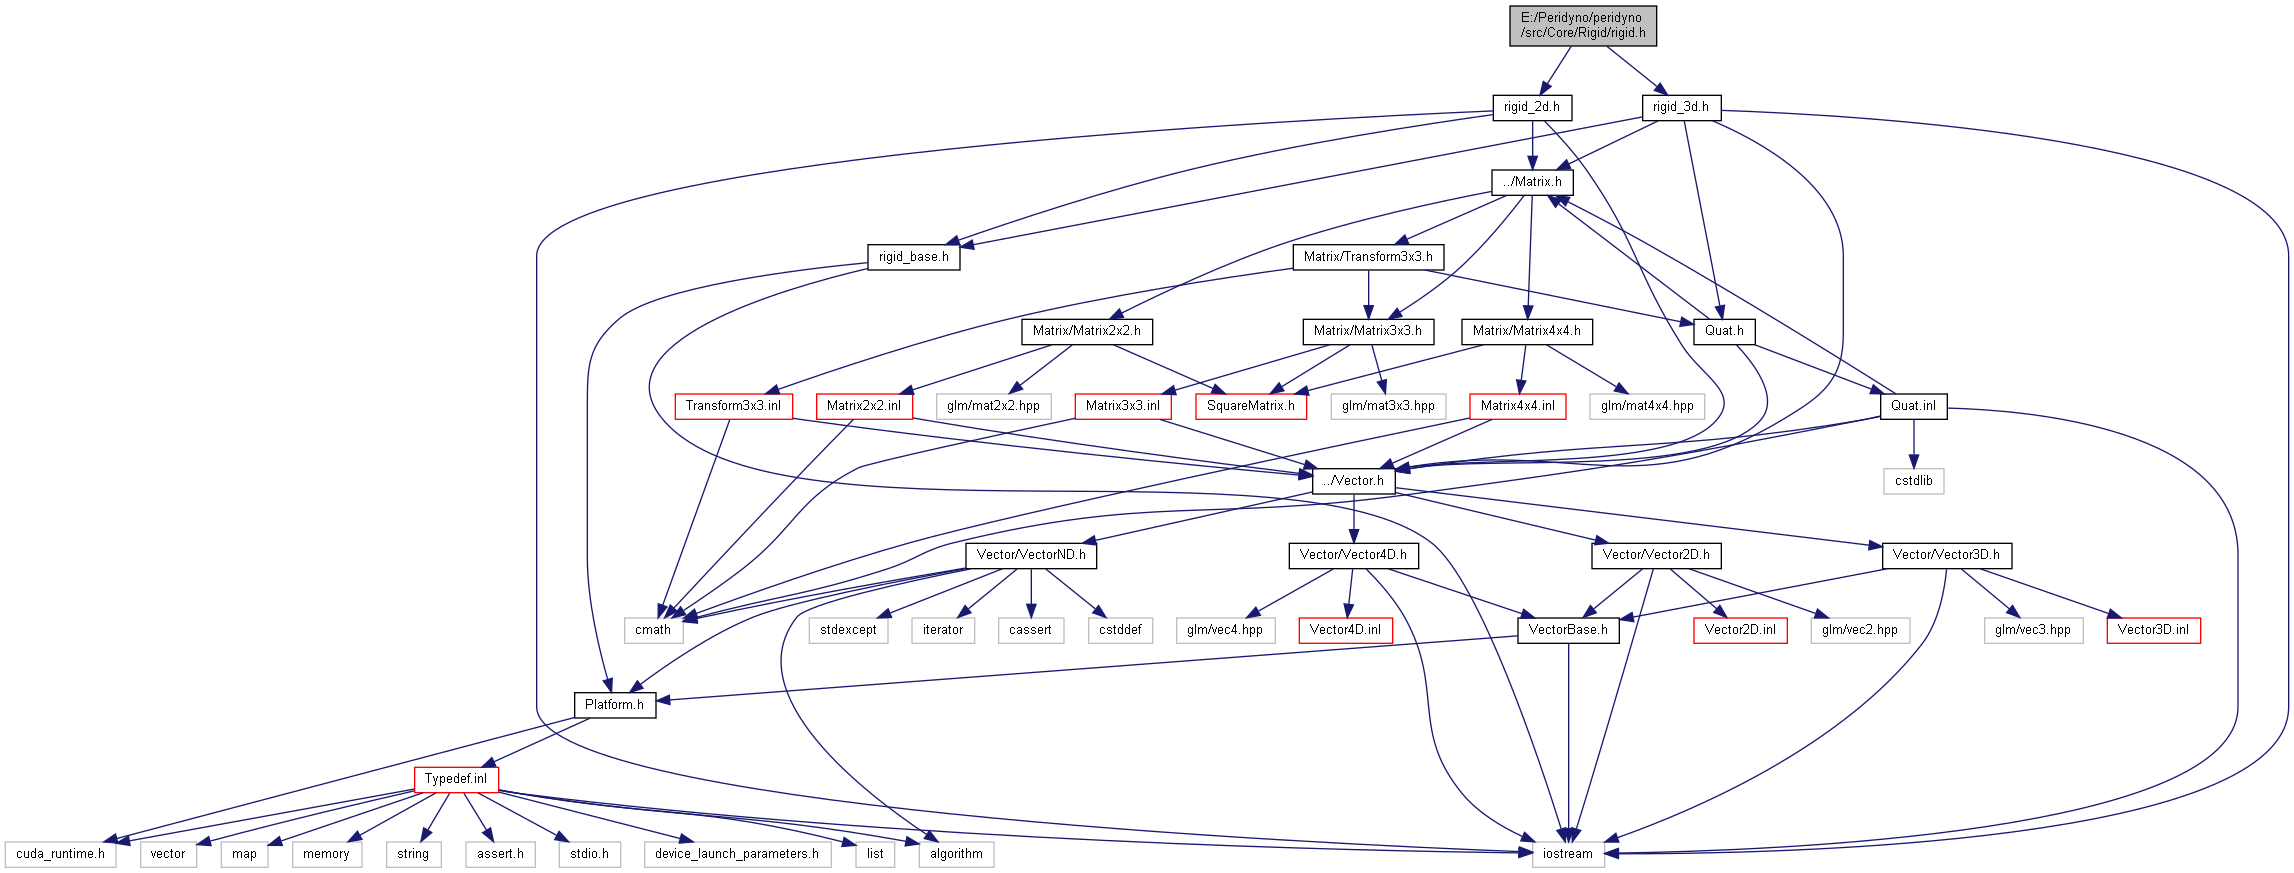 E:/Peridyno/peridyno
/src/Core/Rigid/rigid.h
rigid_2d.h
rigid_3d.h
../Matrix.h
rigid_base.h
Matrix/Transform3x3.h
Matrix/Matrix2x2.h
Matrix/Matrix3x3.h
Matrix/Matrix4x4.h
Quat.h
Transform3x3.inl
Matrix2x2.inl
glm/mat2x2.hpp
Matrix3x3.inl
SquareMatrix.h
glm/mat3x3.hpp
Matrix4x4.inl
glm/mat4x4.hpp
Quat.inl
../Vector.h
cstdlib
Vector/VectorND.h
Vector/Vector4D.h
Vector/Vector2D.h
Vector/Vector3D.h
cmath
stdexcept
iterator
cassert
cstddef
glm/vec4.hpp
Vector4D.inl
VectorBase.h
Vector2D.inl
glm/vec2.hpp
glm/vec3.hpp
Vector3D.inl
Platform.h
Typedef.inl
cuda_runtime.h
vector
map
memory
string
assert.h
stdio.h
device_launch_parameters.h
list
algorithm
iostream